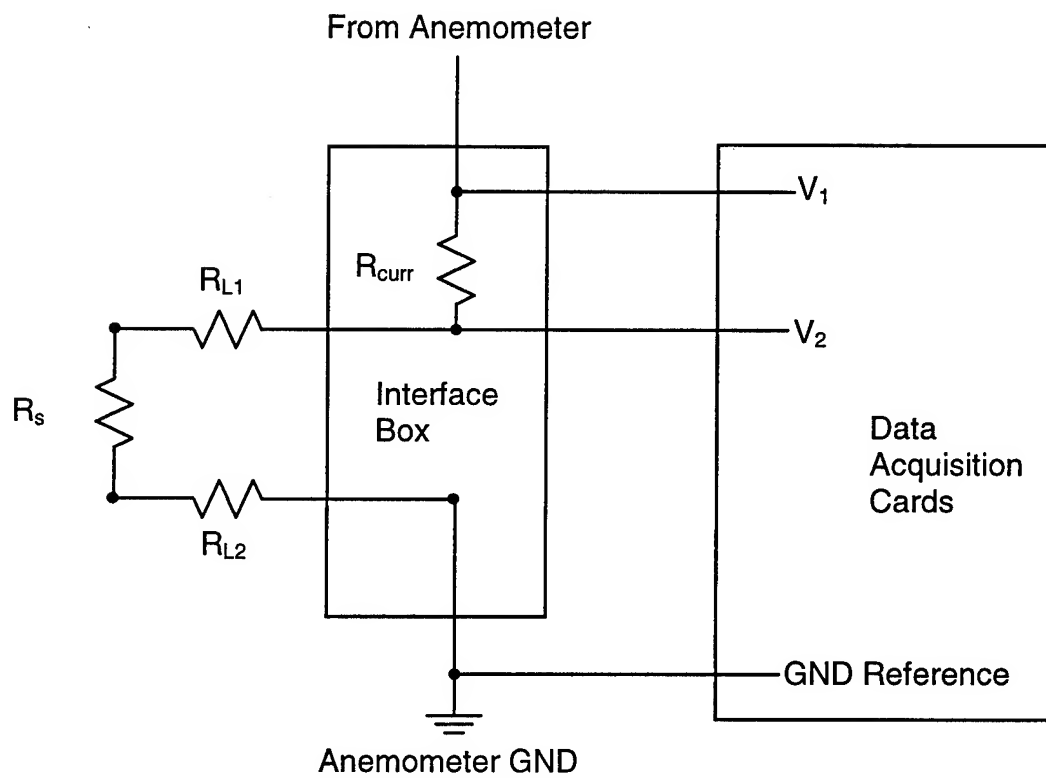 From Anemometer
V1
Rcurr
RL1
V2
Rs
Interface
Box
Data
Acquisition
Cards
RL2
GND Reference
Anemometer GND